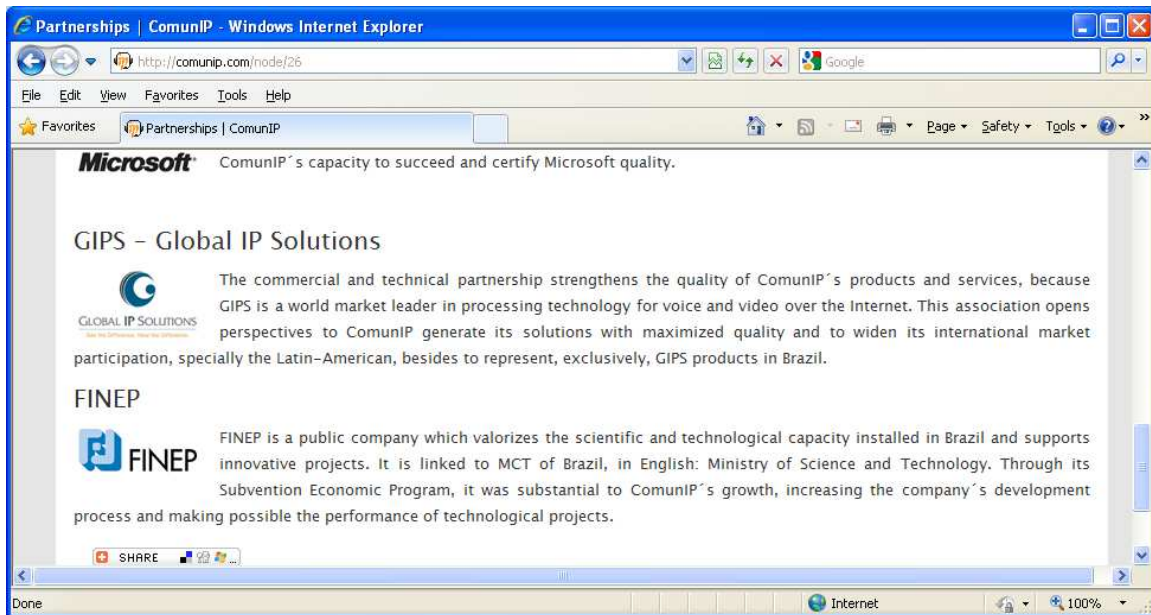 Partnerships | ComunIP - Windows Internet Explorer
http://comunip.com/node/26
Google
File Edit View Favorites Tools Help
Favorites
Partnerships | ComunIP
Page
Safety
Tools
»
Microsoft
ComunIP´s capacity to succeed and certify Microsoft quality.
GIPS – Global IP Solutions
The commercial and technical partnership strengthens the quality of ComunIP´s products and services, because
GIPS is a world market leader in processing technology for voice and video over the Internet. This association opens
GLOBAL IP SOLUTIONS
perspectives to ComunIP generate its solutions with maximized quality and to widen its international market
participation, specially the Latin-American, besides to represent, exclusively, GIPS products in Brazil.
FINEP
FINEP
FINEP is a public company which valorizes the scientific and technological capacity installed in Brazil and supports
innovative projects. It is linked to MCT of Brazil, in English: Ministry of Science and Technology. Through its
Subvention Economic Program, it was substantial to ComunIP´s growth, increasing the company´s development
process and making possible the performance of technological projects.
SHARE
...
Done
Internet
100%